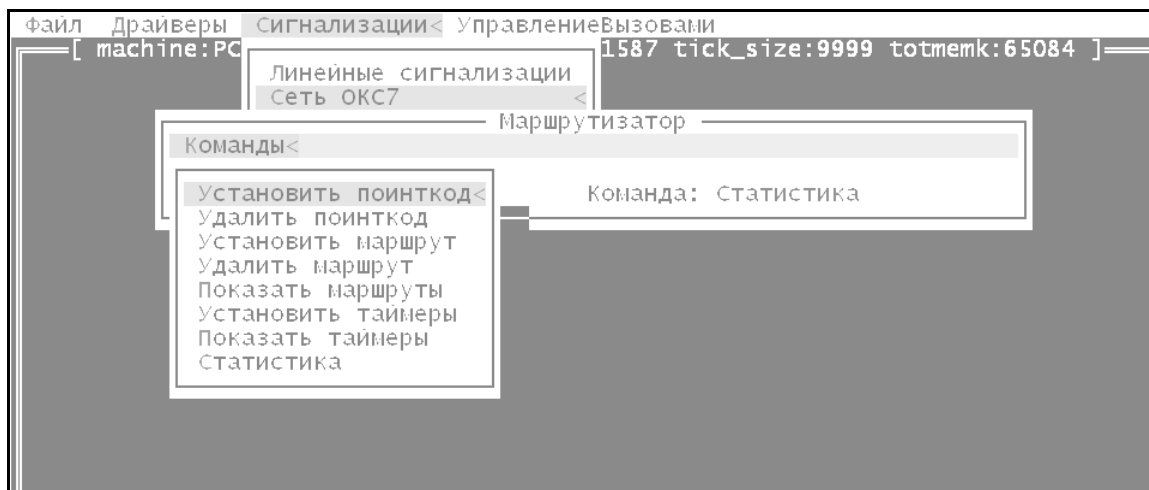 Файл Драйверы Сигнализации< УправлениеВызовами
[ machine:PC 1587 tick_size:9999 totmemk:65084 ]
Линейные сигнализации
Сеть ОКС7 <
Маршрутизатор
Команды<
Установить поинткод< Команда: Статистика
Удалить поинткод
Установить маршрут
Удалить маршрут
Показать маршруты
Установить таймеры
Показать таймеры
Статистика